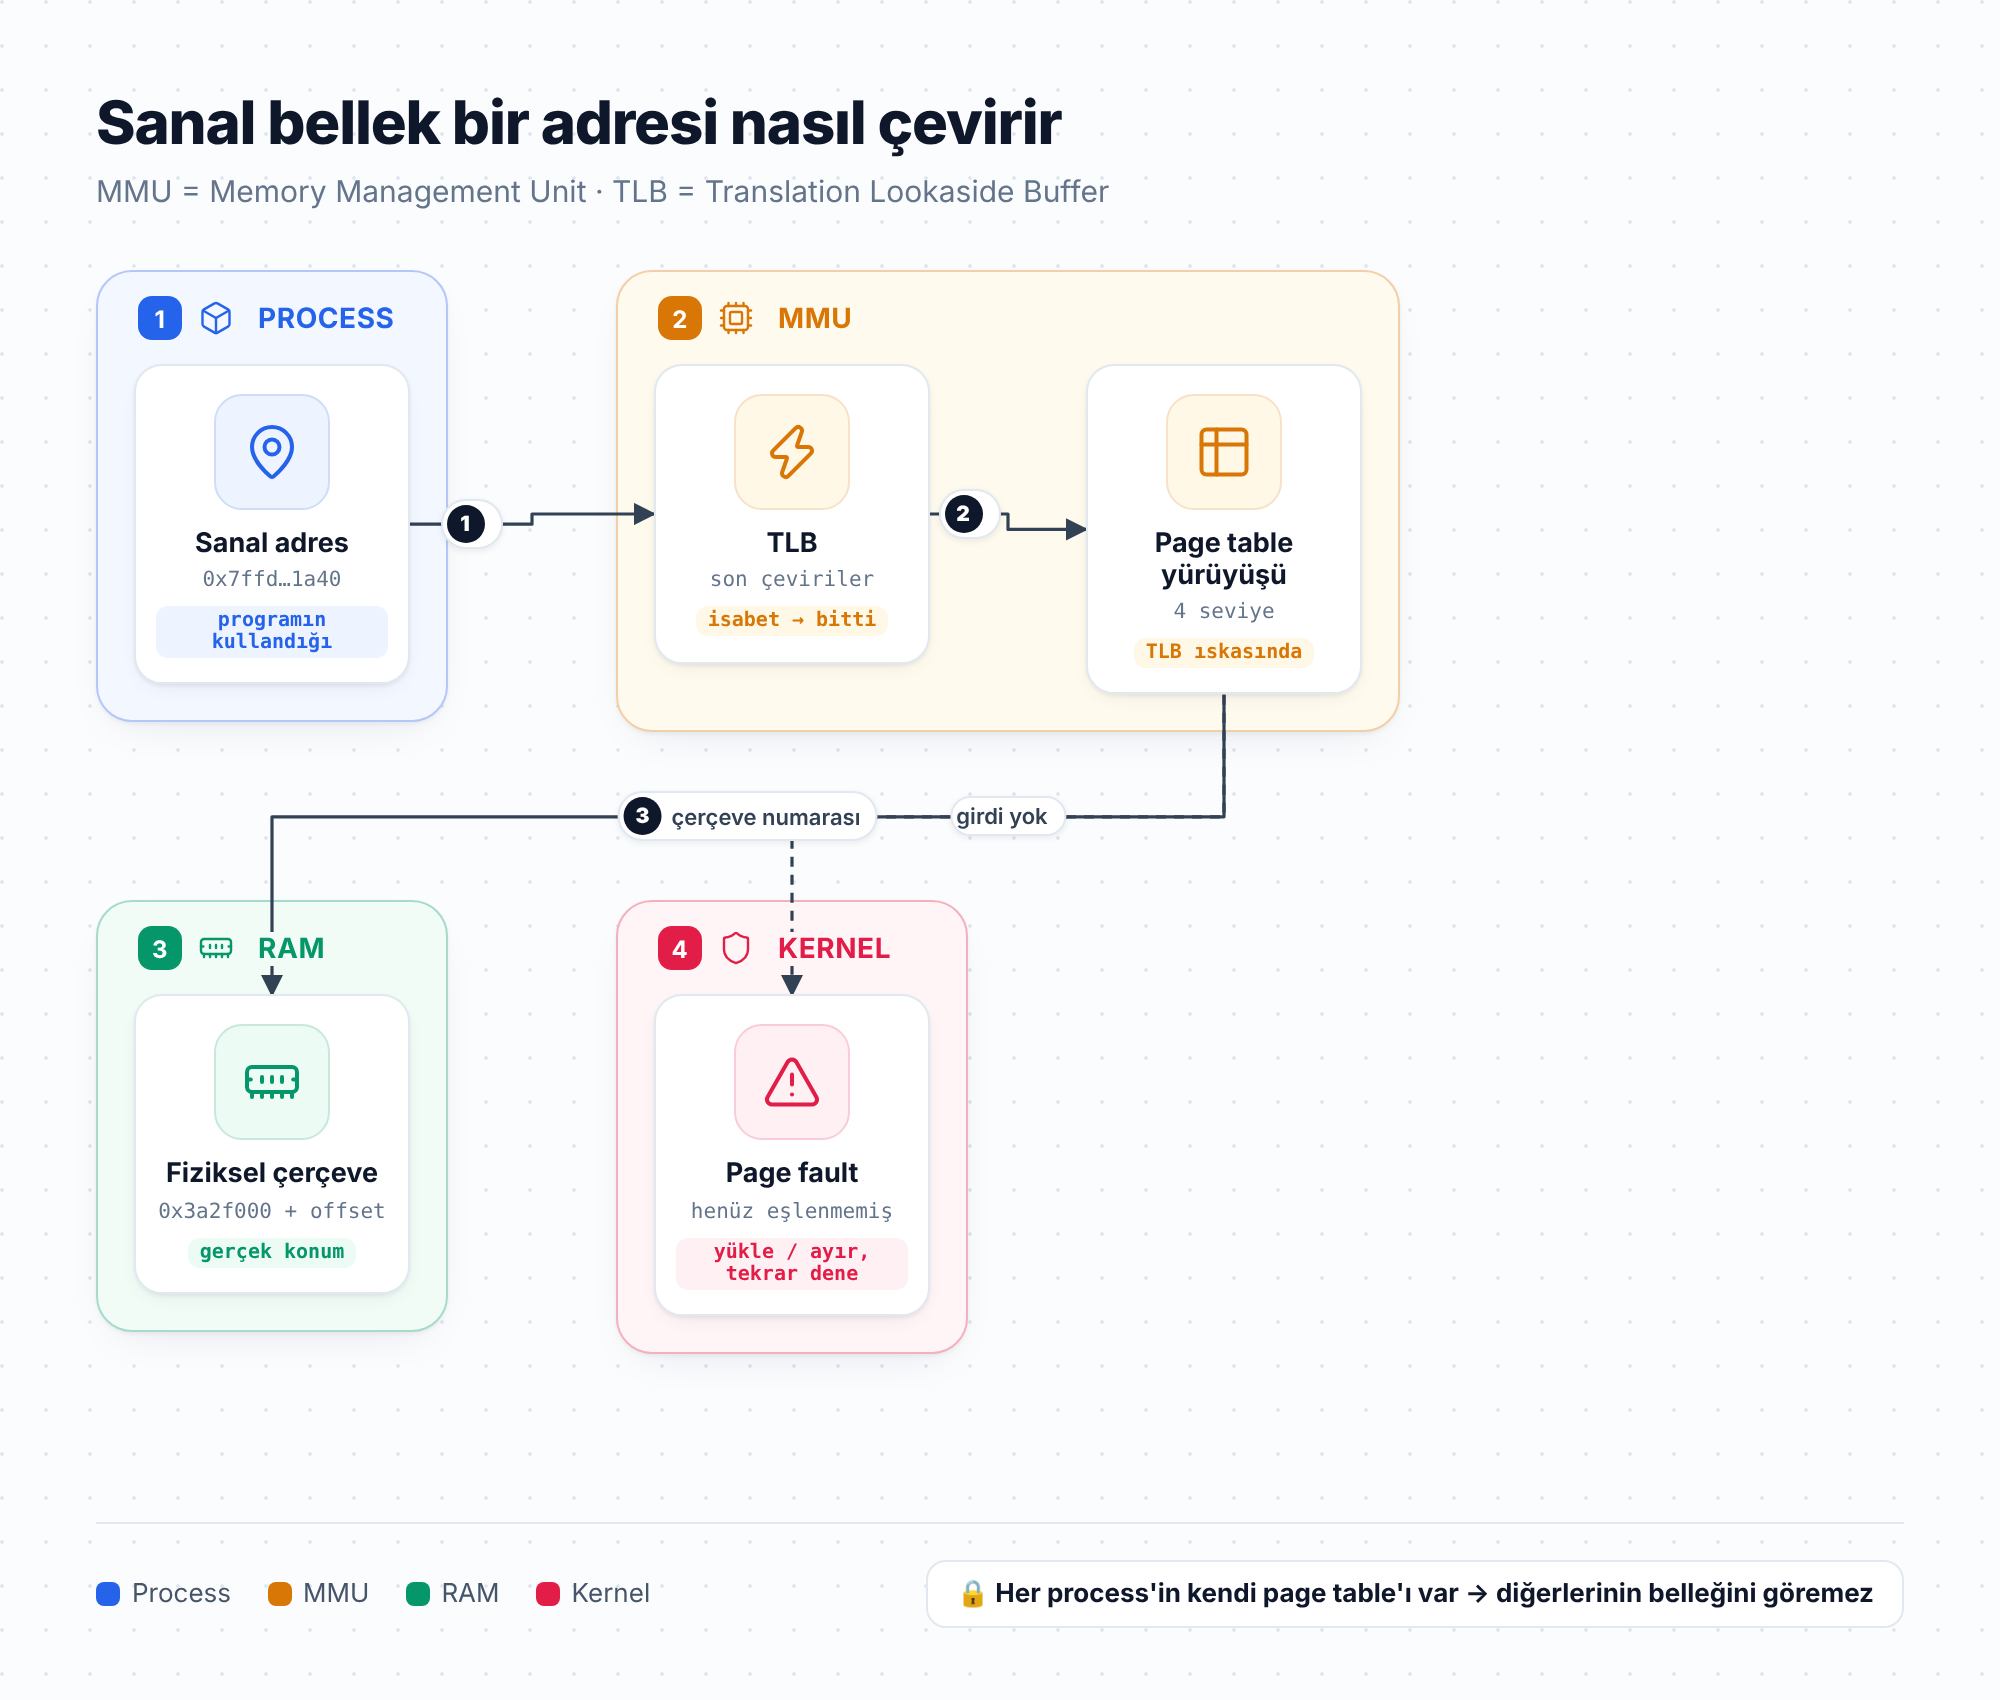 Sanal bellek bir adresi nasıl çevirir
MMU = Memory Management Unit · TLB = Translation Lookaside Buffer
1 PROCESS
Sanal adres
0x7ffd…1a40
programın
kullandığı
1
2 MMU
TLB
son çeviriler
isabet → bitti
2
Page table
yürüyüşü
4 seviye
TLB ıskasında
3 çerçeve numarası
girdi yok
3 RAM
Fiziksel çerçeve
0x3a2f000 + offset
gerçek konum
4 KERNEL
Page fault
henüz eşlenmemiş
yükle / ayır,
tekrar dene
Process
MMU
RAM
Kernel
🔒 Her process'in kendi page table'ı var → diğerlerinin belleğini göremez